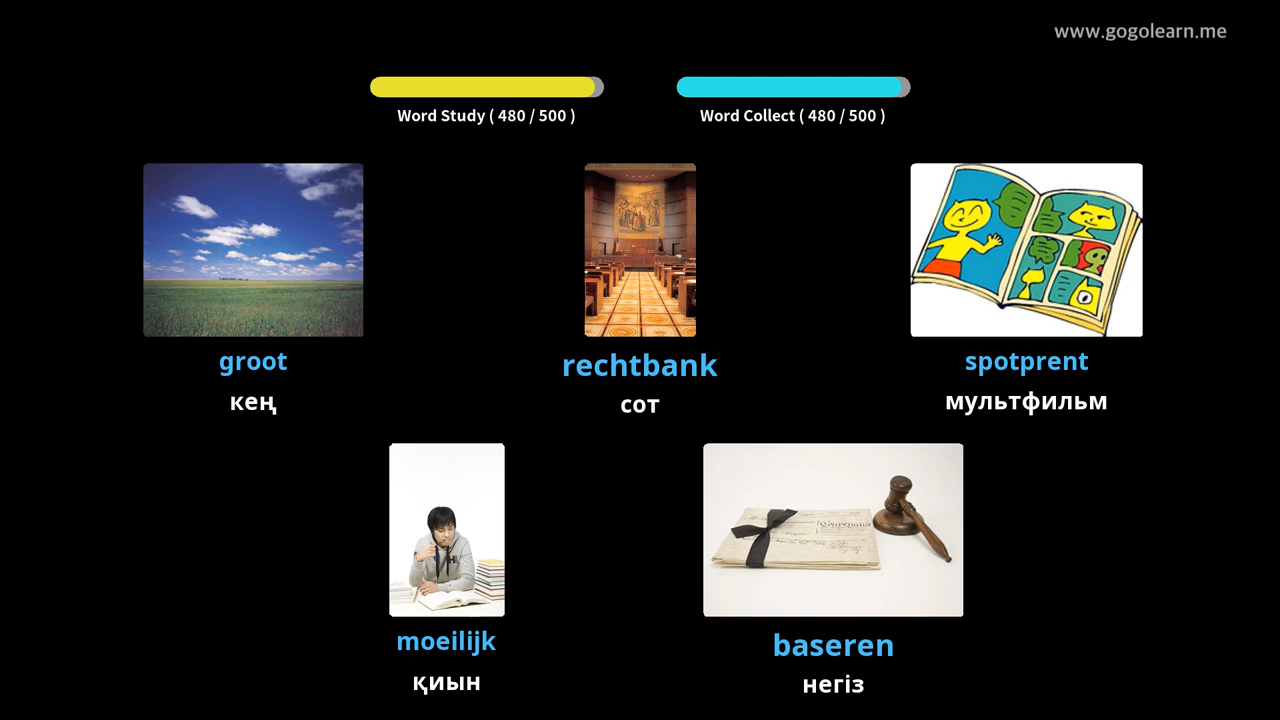 www.gogolearn.me
Word Study ( 480 / 500 )
Word Collect ( 480 / 500 )
groot
rechtbank
spotprent
кең
сот
мультфильм
moeilijk
baseren
қиын
негіз